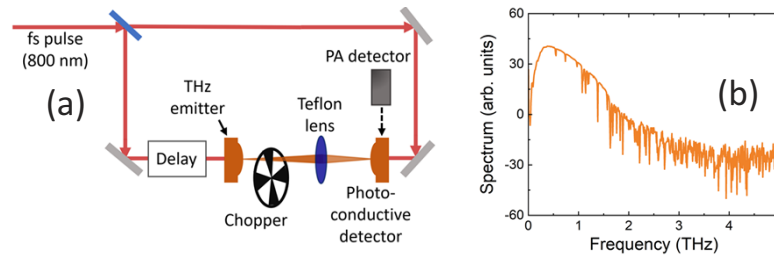 fs pulse
(800 nm)
(a)
THz
emitter
PA detector
Teflon
lens
Delay
Chopper
Photo-
conductive
detector
(b)
Spectrum (arb. units)
60
30
0
-30
-60
0
1
2
3
4
Frequency (THz)